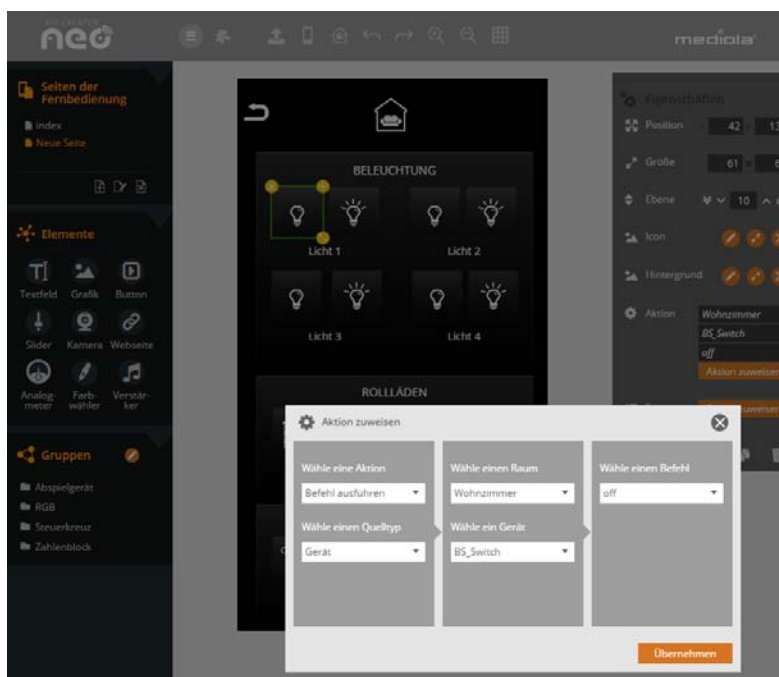 AIO CREATOR
neo
mediola
Seiten der
Fernbedienung
index
Neue Seite
Elemente
Textfeld Grafik Button
Slider Kamera Webseite
Analog-
meter
Farb-
wähler
Verstär-
ker
Gruppen
Abspielgerät
RGB
Steuerkreuz
Zahlenblock
BELEUCHTUNG
Licht 1 Licht 2
Licht 3 Licht 4
ROLLLÄDEN
Eigenschaften
Position 42
Größe 61
Ebene 10
Icon
Hintergrund
Aktion Wohnzimmer
BS_Switch
off
Aktion zuweisen
Aktion zuweisen
Wähle eine Aktion
Befehl ausführen
Wähle einen Quelltyp
Gerät
Wähle einen Raum
Wohnzimmer
Wähle ein Gerät
BS_Switch
Wähle einen Befehl
off
Übernehmen